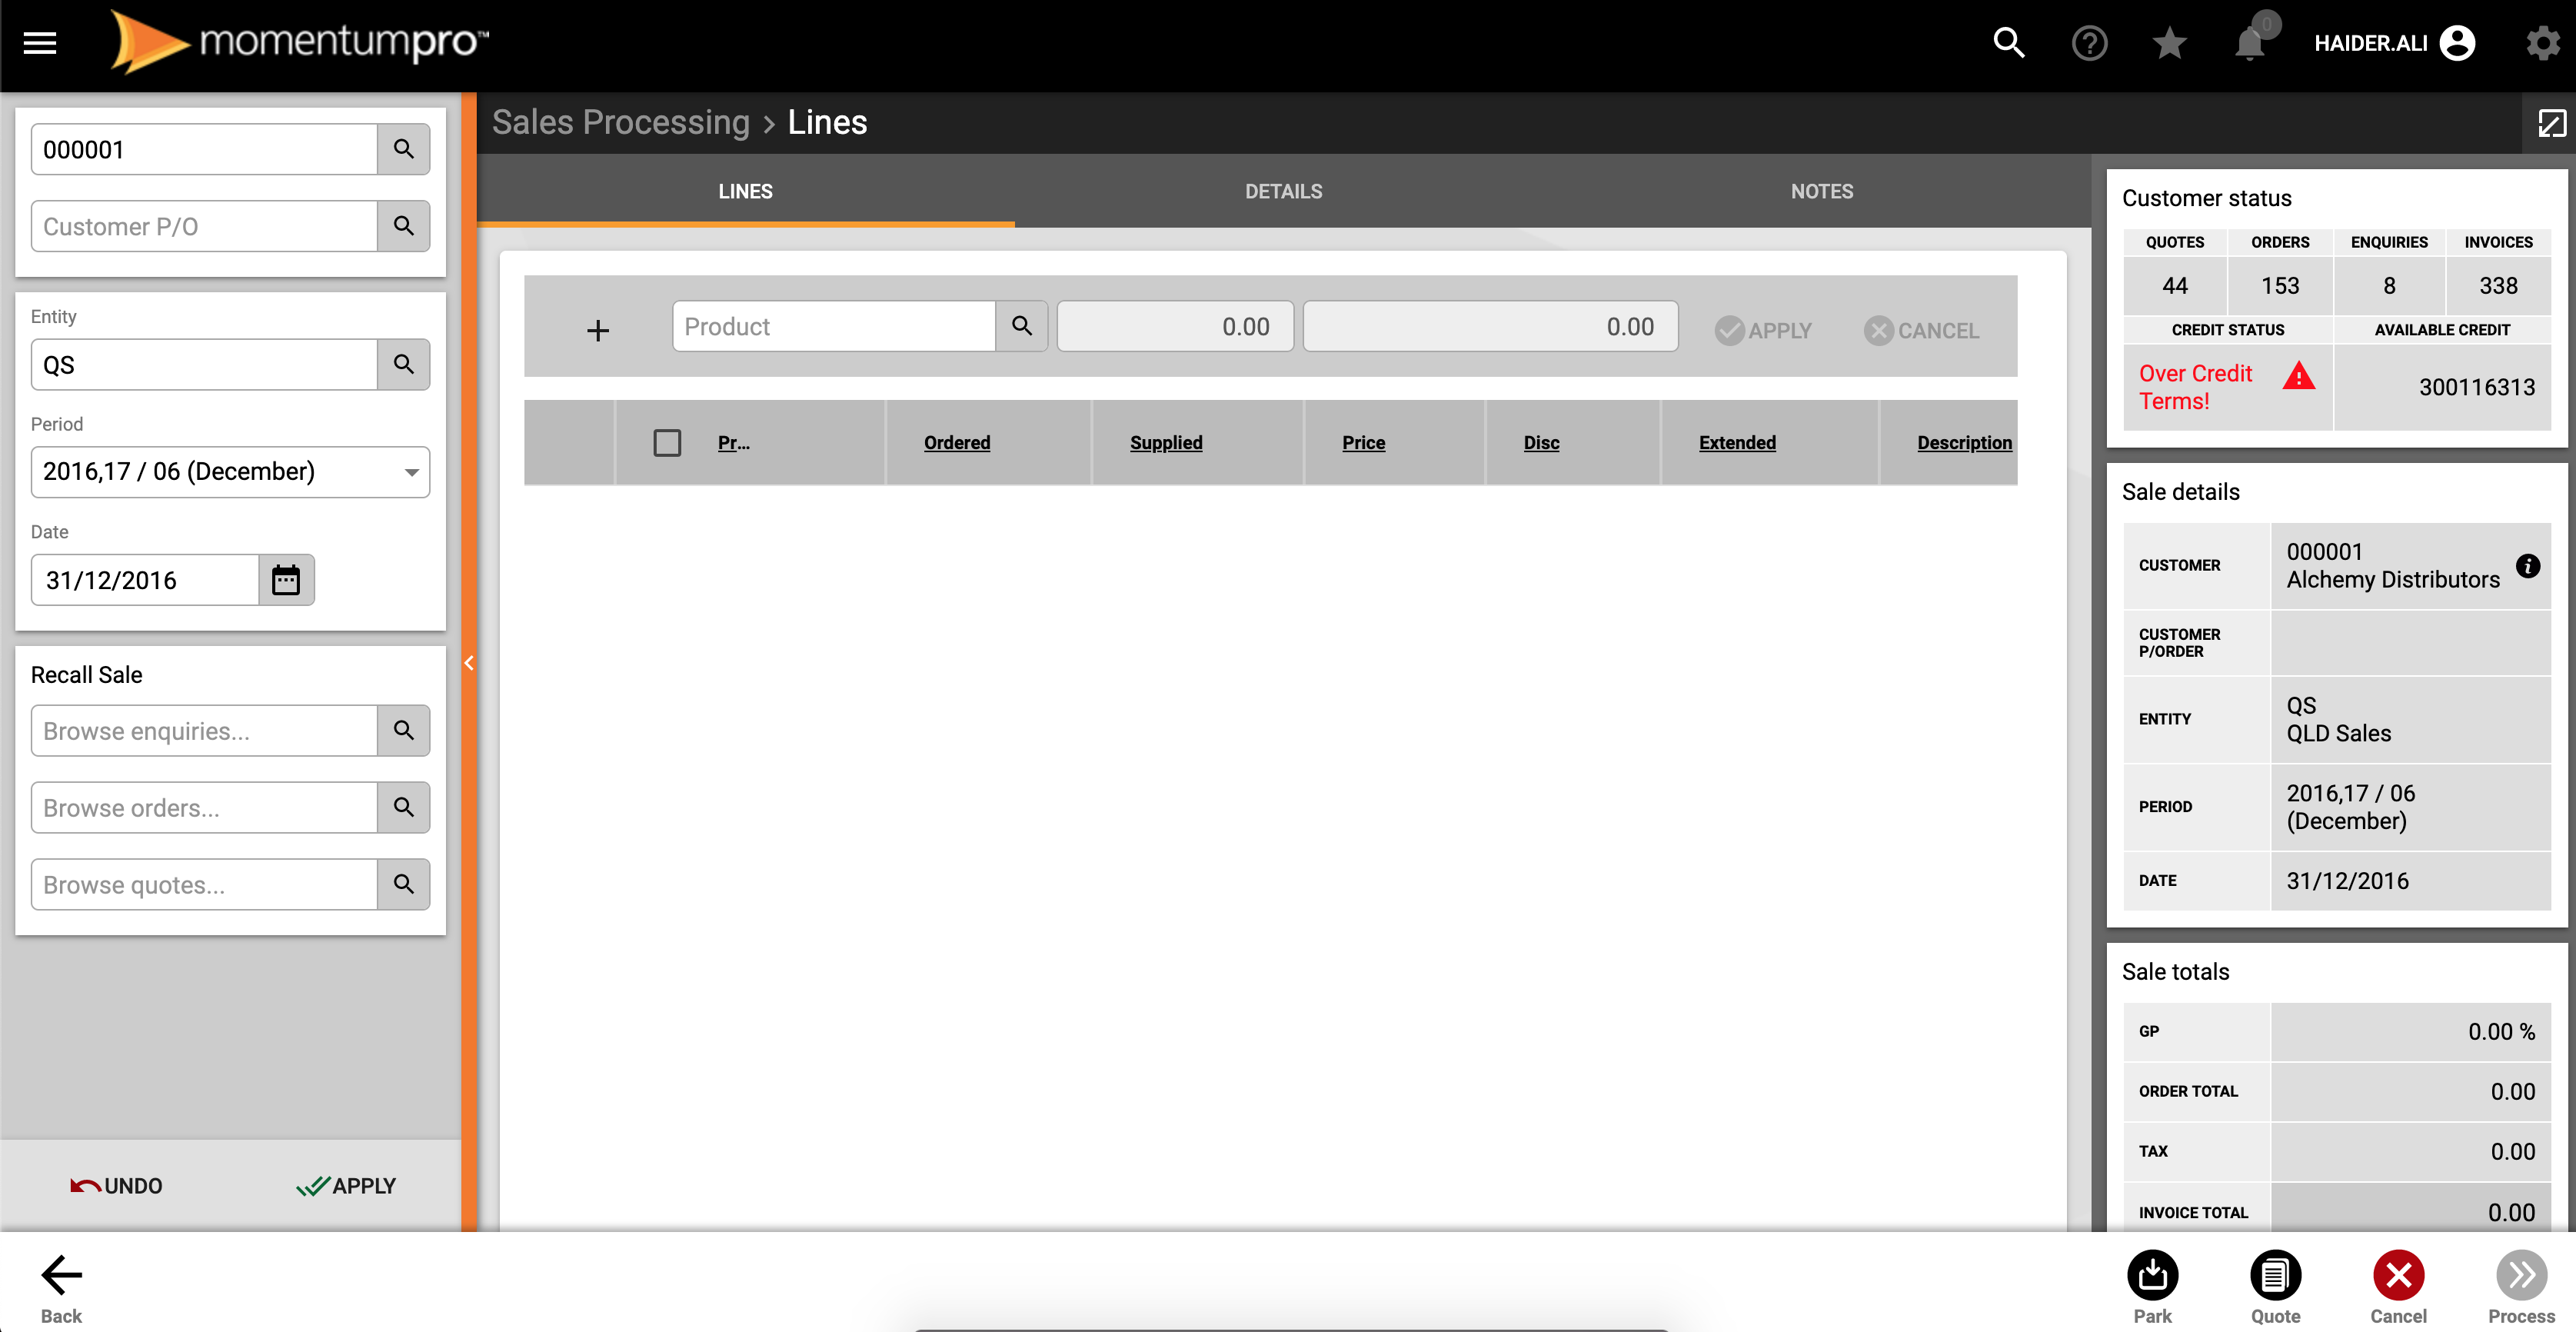 momentumpro™
0
HAIDER.ALI
000001
Customer P/O
Entity
QS
Period
2016,17 / 06 (December)
Date
31/12/2016
Recall Sale
Browse enquiries...
Browse orders...
Browse quotes...
UNDO
APPLY
Sales Processing > Lines
LINES
DETAILS
NOTES
Product
0.00
0.00
APPLY
CANCEL
Pr...
Ordered
Supplied
Price
Disc
Extended
Description
Customer status
QUOTES
ORDERS
ENQUIRIES
INVOICES
44
153
8
338
CREDIT STATUS
AVAILABLE CREDIT
Over Credit
Terms!
300116313
Sale details
CUSTOMER
000001
Alchemy Distributors
CUSTOMER
P/ORDER
ENTITY
QS
QLD Sales
PERIOD
2016,17 / 06
(December)
DATE
31/12/2016
Sale totals
GP
0.00 %
ORDER TOTAL
0.00
TAX
0.00
INVOICE TOTAL
0.00
Back
Park
Quote
Cancel
Process